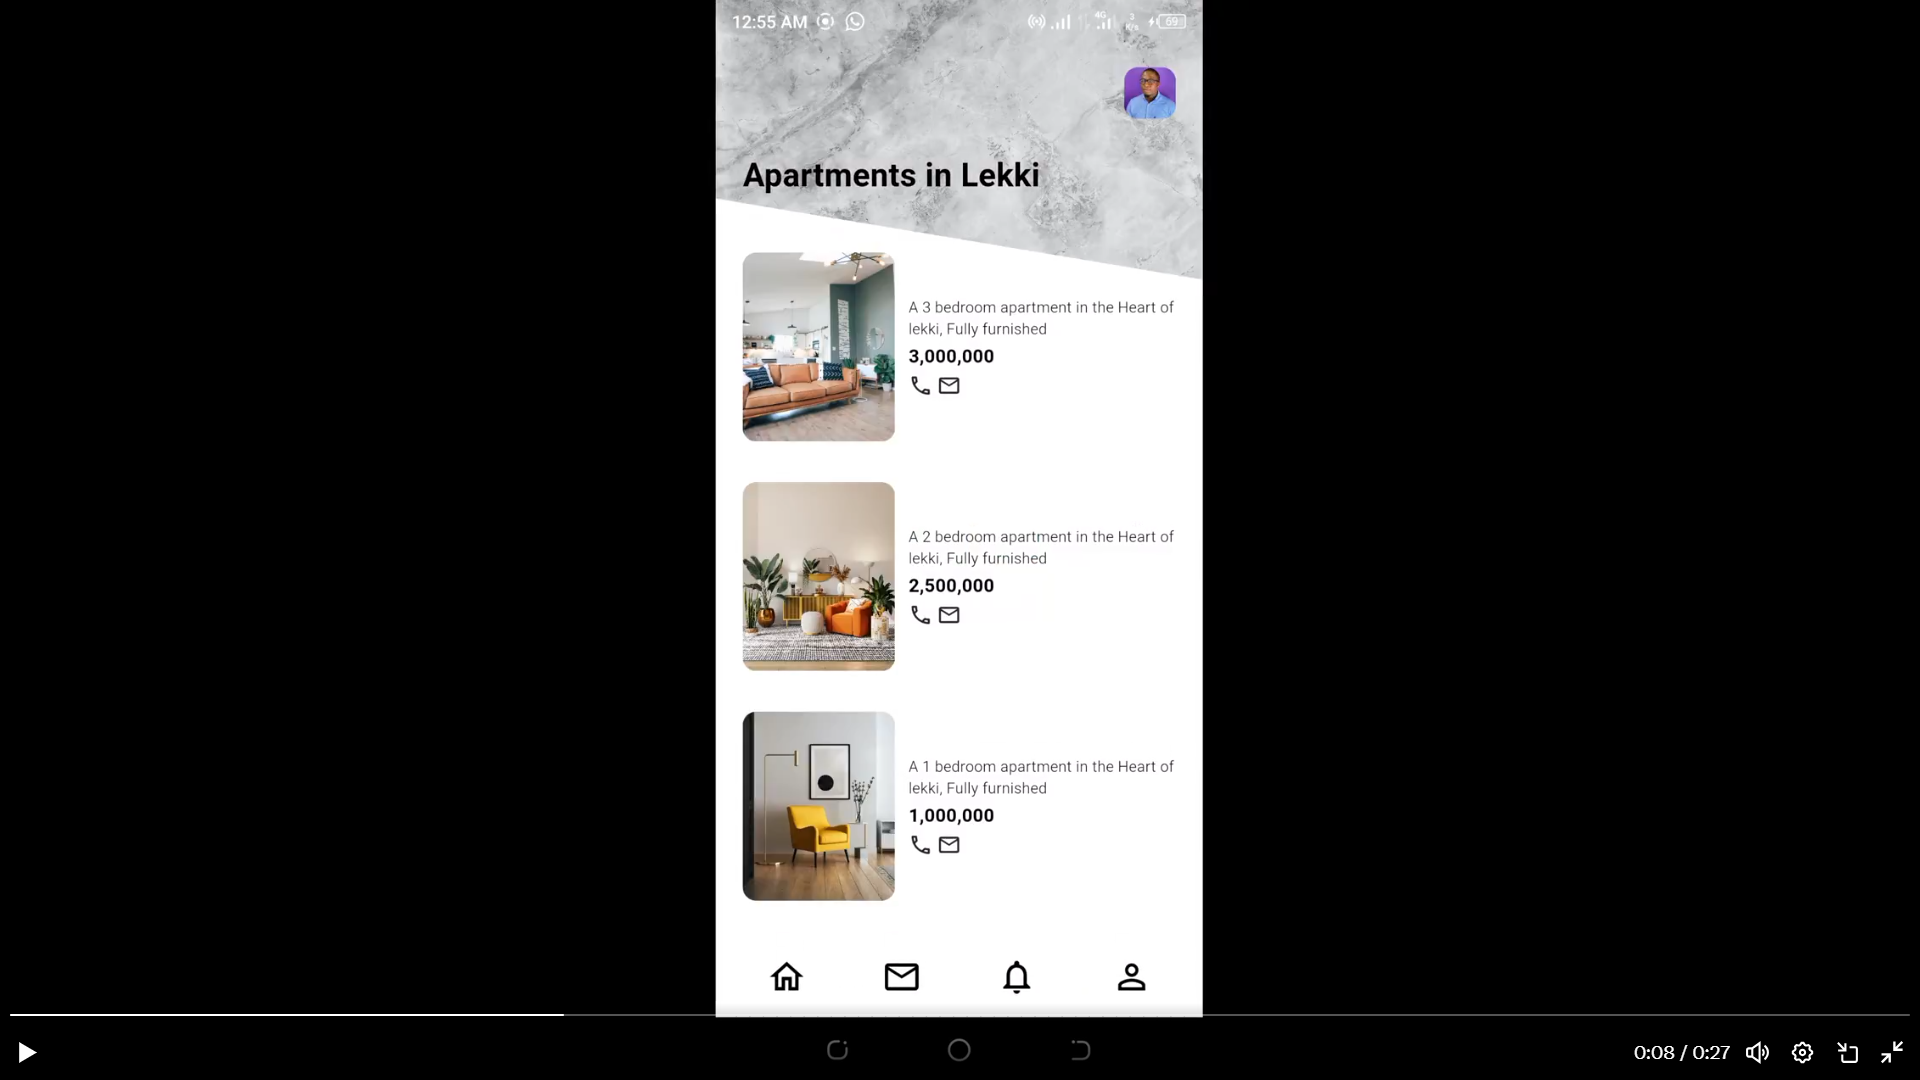 12:55 AM
4G
3
K/s
69
Apartments in Lekki
A 3 bedroom apartment in the Heart of
lekki, Fully furnished
3,000,000
A 2 bedroom apartment in the Heart of
lekki, Fully furnished
2,500,000
A 1 bedroom apartment in the Heart of
lekki, Fully furnished
1,000,000
0:08 / 0:27